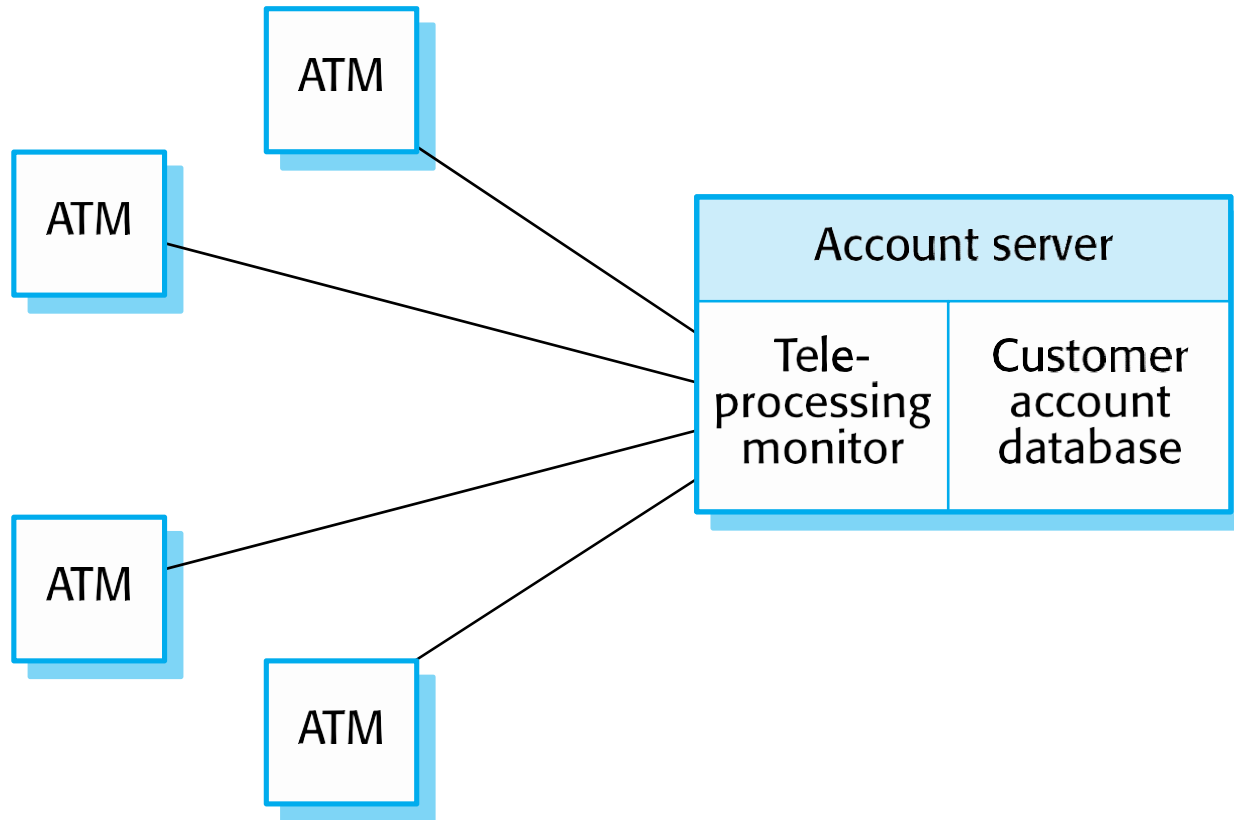 ATM
ATM
Account server
Tele-
processing
monitor
Customer
account
database
ATM
ATM